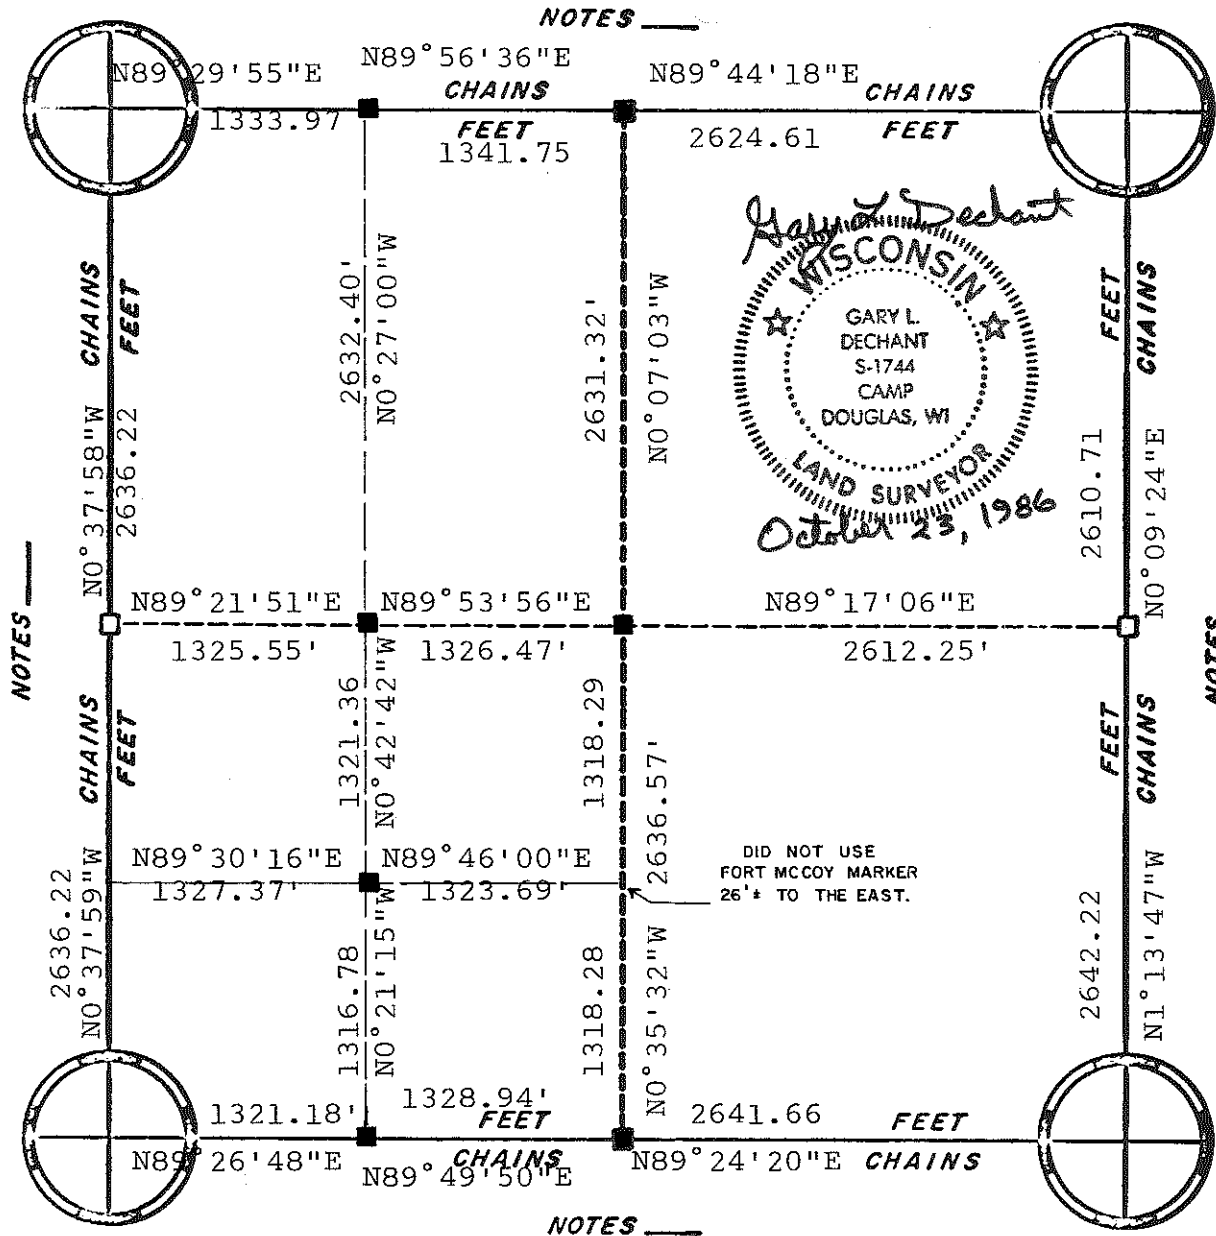 NOTES
N89°29'55"E
N89°56'36"E
N89°44'18"E
CHAINS
CHAINS
1333.97
FEET
FEET
1341.75
2624.61
Gary L Dechant
WISCONSIN
GARY L.
DECHANT
S-1744
CAMP
DOUGLAS, WI
LAND SURVEYOR
October 23, 1986
CHAINS
FEET
2632.40'
N0°27'00"W
2631.32'
N0°07'03"W
FEET
CHAINS
N0°37'58"W
2636.22
2610.71
N0°09'24"E
NOTES
N89°21'51"E
N89°53'56"E
N89°17'06"E
1325.55'
1326.47'
2612.25'
NOTES
CHAINS
FEET
1321.36
N0°42'42"W
1318.29
2636.57'
FEET
CHAINS
N89°30'16"E
N89°46'00"E
1327.37'
1323.69'
DID NOT USE
FORT MCCOY MARKER
26'± TO THE EAST.
2636.22
N0°37'59"W
1316.78
N0°21'15"W
1318.28
N0°35'32"W
2642.22
N1°13'47"W
1321.18'
1328.94'
FEET
2641.66
FEET
N89°26'48"E
CHAINS
N89°49'50"E
N89°24'20"E
CHAINS
NOTES